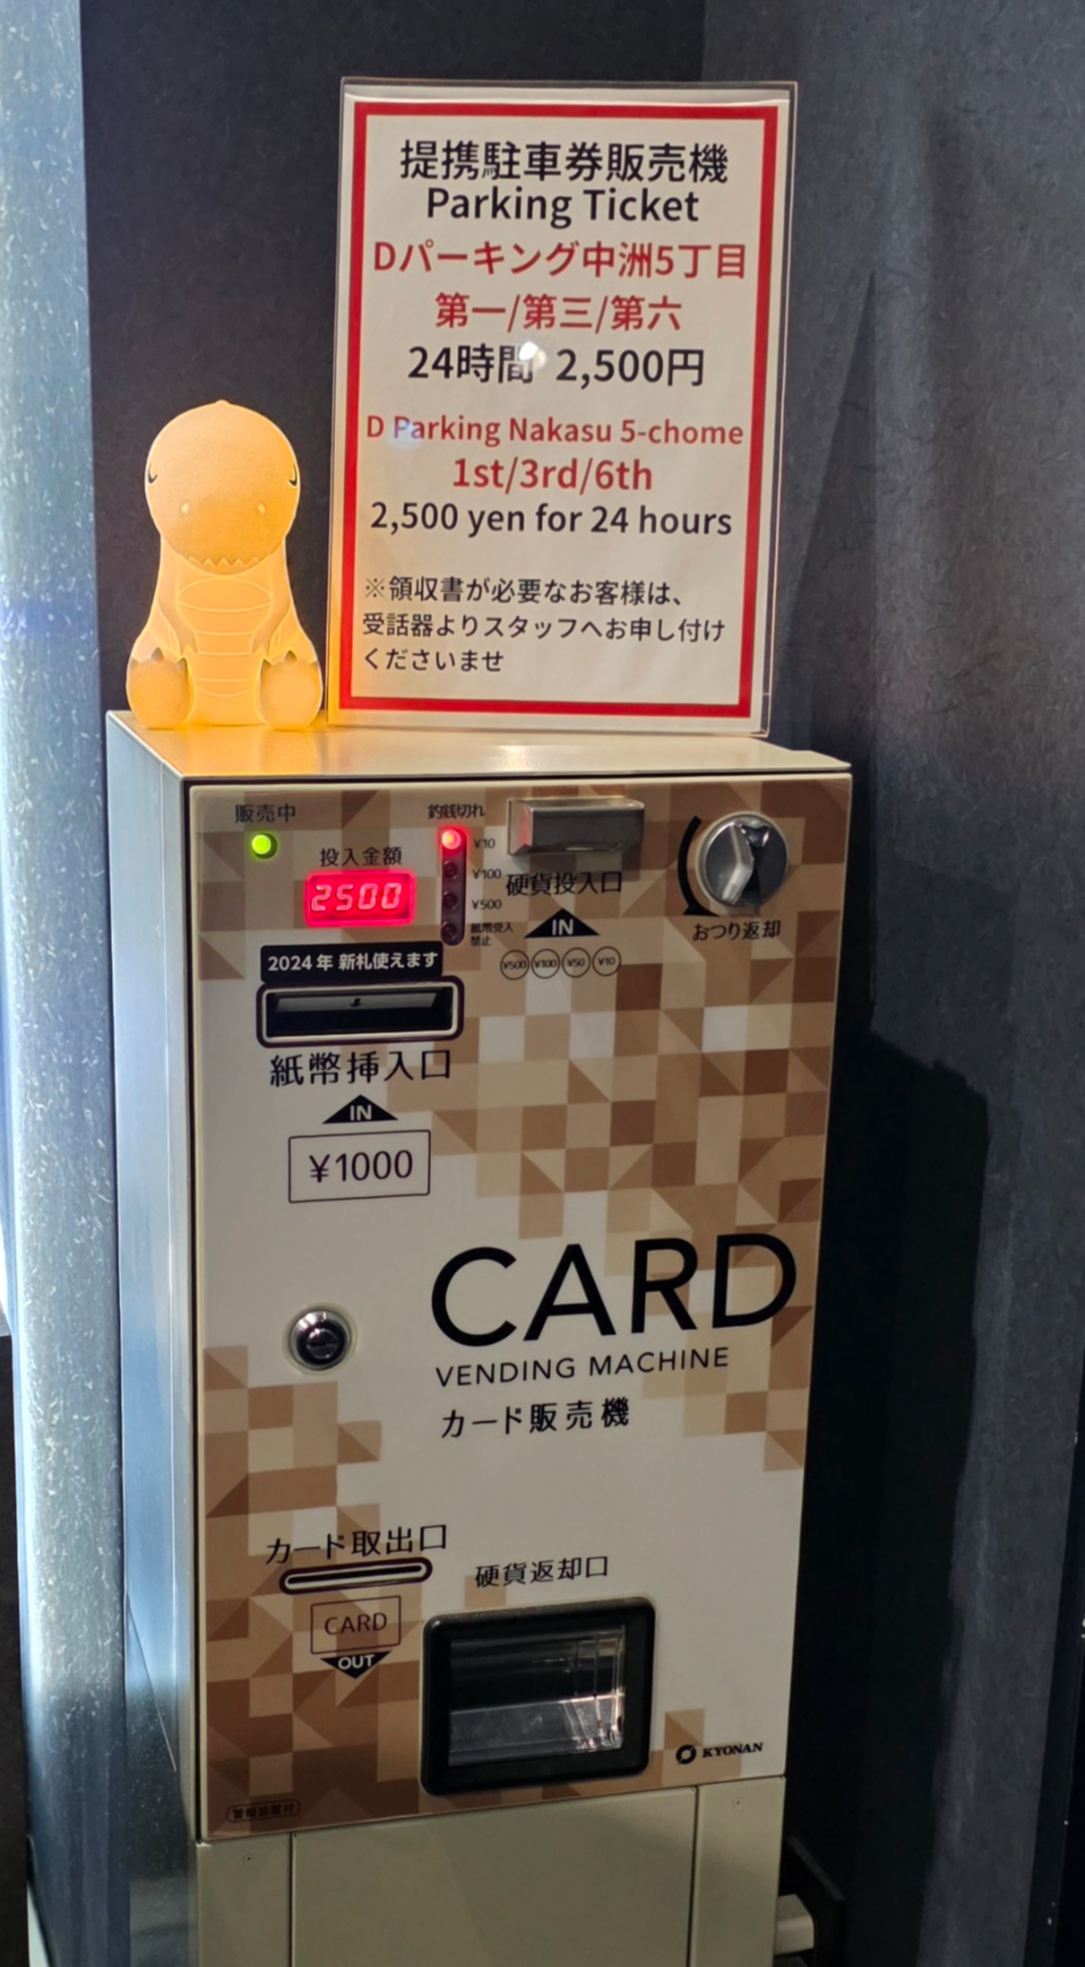 提携駐車券販売機
Parking Ticket
Dパーキング中洲5丁目
第一/第三/第六
24時間 2,500円
D Parking Nakasu 5-chome
1st/3rd/6th
2,500 yen for 24 hours
※領収書が必要なお客様は、
受話器よりスタッフへお申し付け
くださいませ
販売中
釣銭切れ
¥10
¥100
¥500
紙幣受入
禁止
投入金額
2500
硬貨投入口
IN
¥500 ¥100 ¥50 ¥10
おつり返却
2024年 新札使えます
紙幣挿入口
IN
¥1000
CARD
VENDING MACHINE
カード販売機
カード取出口
CARD
OUT
硬貨返却口
KYONAN